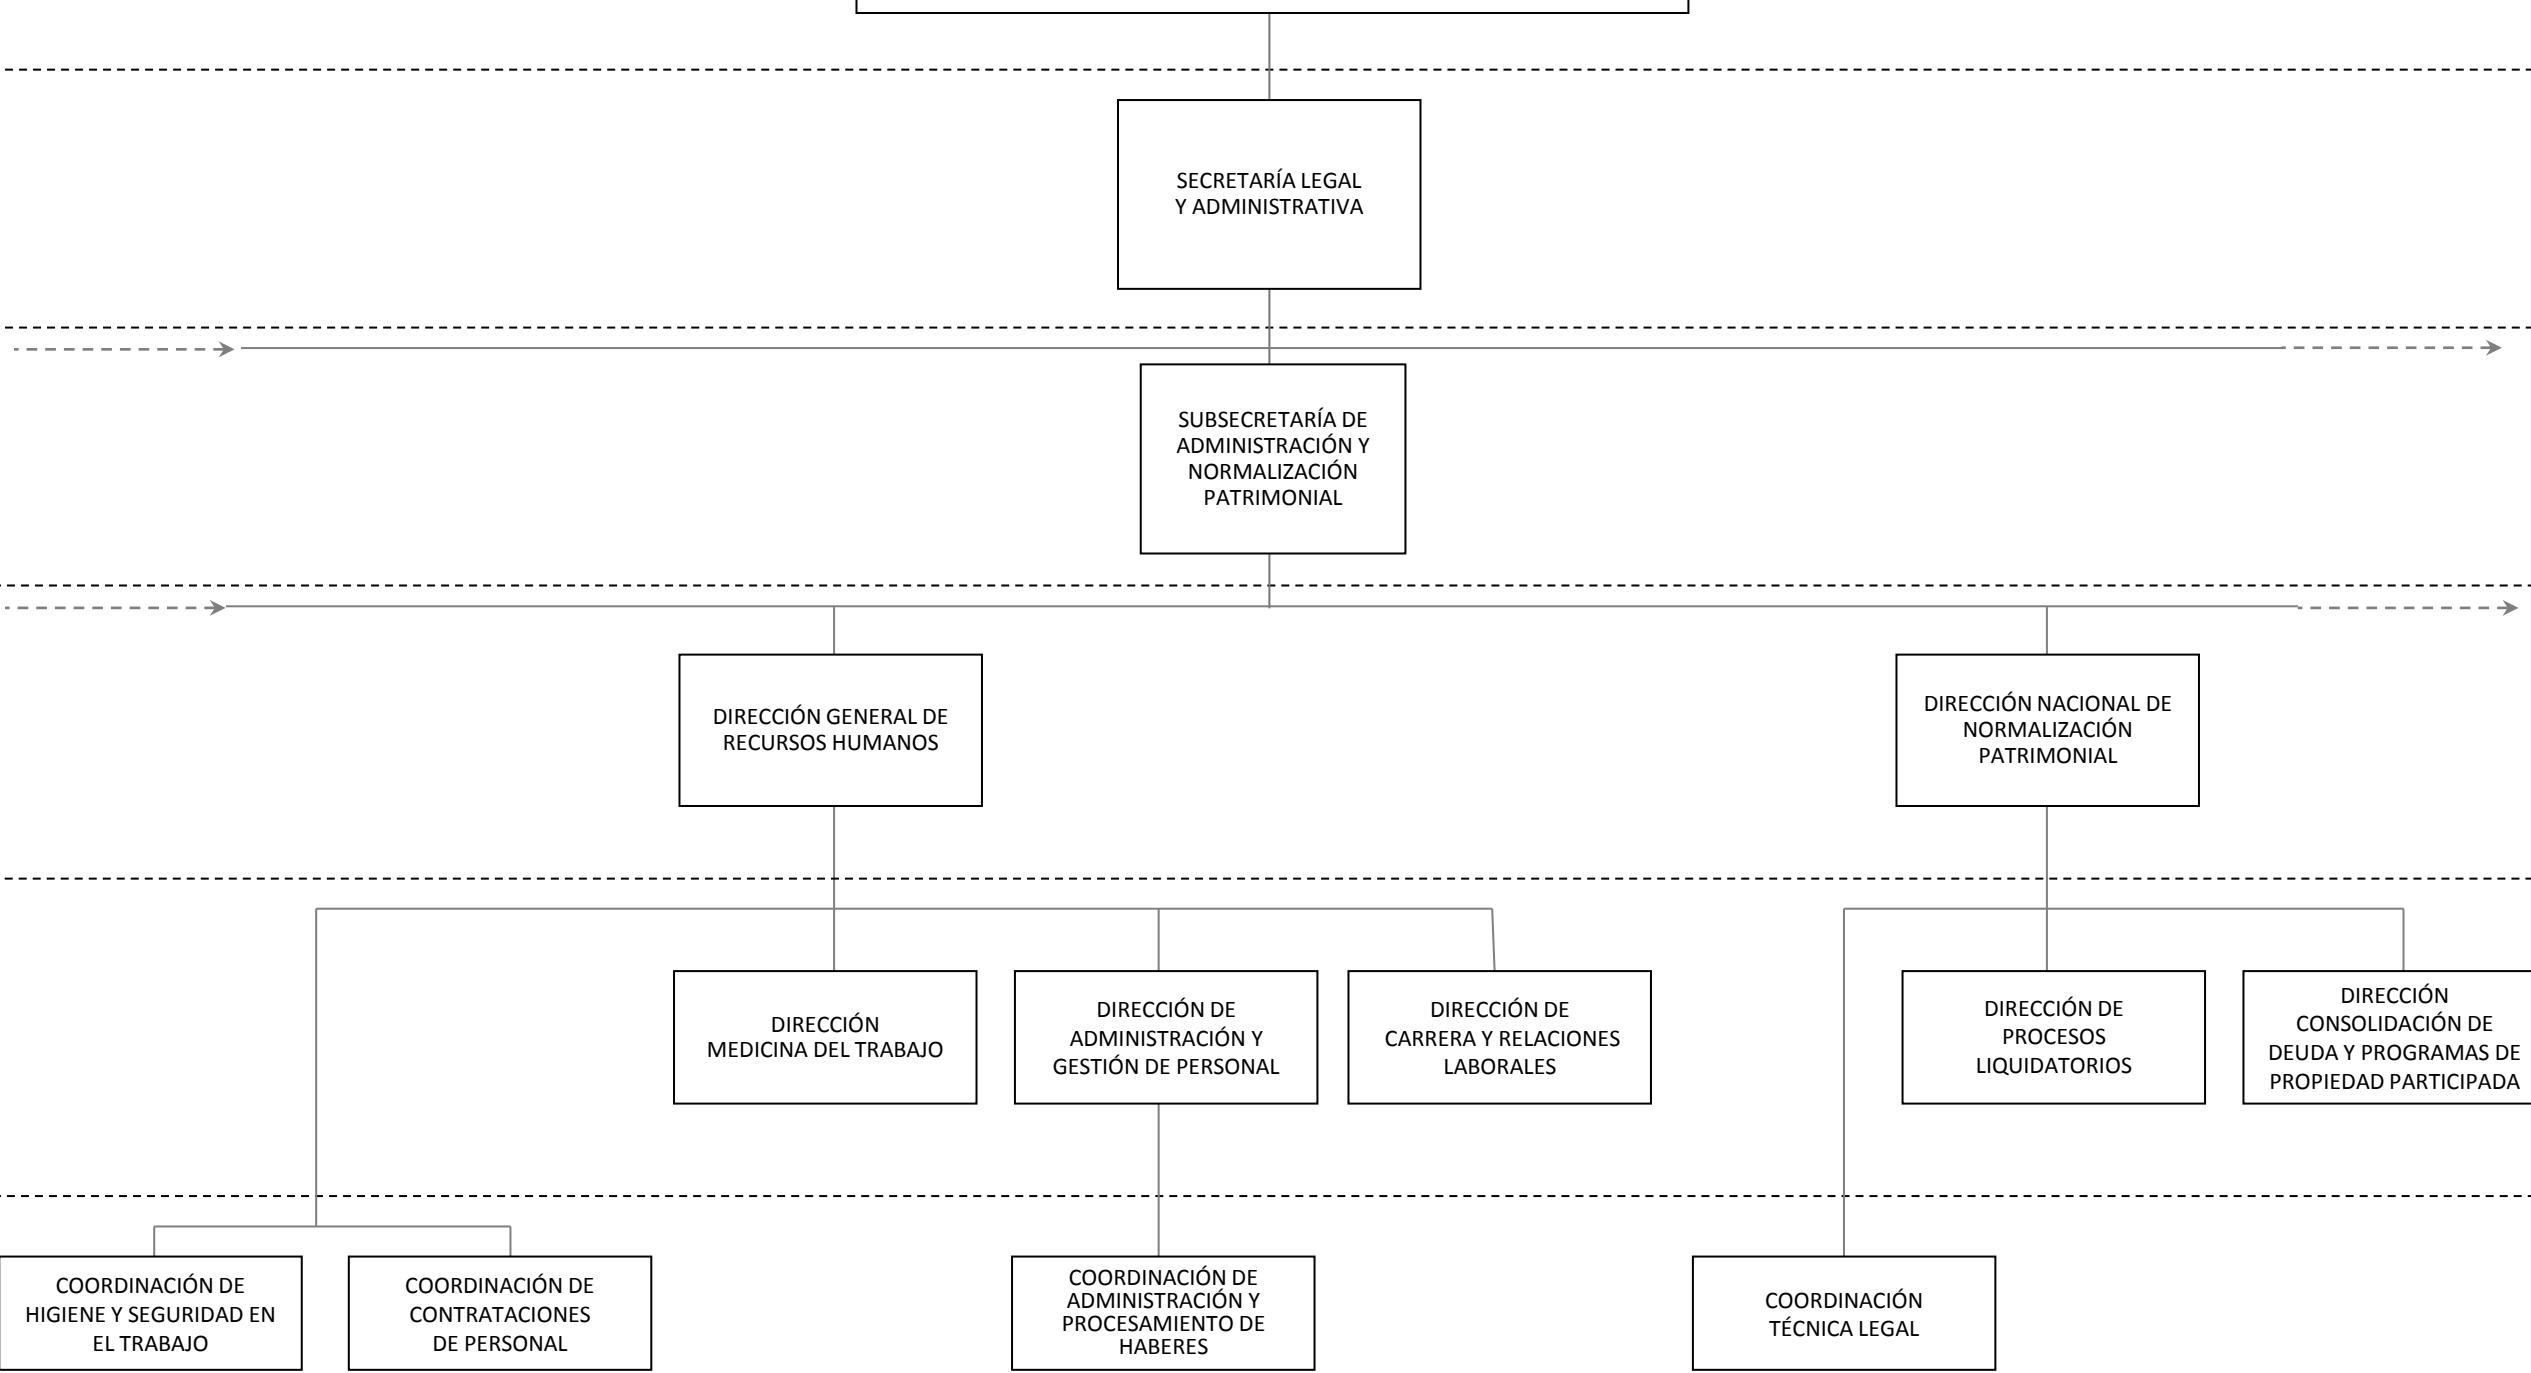 SECRETARÍA LEGAL
Y ADMINISTRATIVA
SUBSECRETARÍA DE
ADMINISTRACIÓN Y
NORMALIZACIÓN
PATRIMONIAL
DIRECCIÓN GENERAL DE
RECURSOS HUMANOS
DIRECCIÓN NACIONAL DE
NORMALIZACIÓN
PATRIMONIAL
DIRECCIÓN
MEDICINA DEL TRABAJO
DIRECCIÓN DE
ADMINISTRACIÓN Y
GESTIÓN DE PERSONAL
DIRECCIÓN DE
CARRERA Y RELACIONES
LABORALES
DIRECCIÓN DE
PROCESOS
LIQUIDATORIOS
DIRECCIÓN
CONSOLIDACIÓN DE
DEUDA Y PROGRAMAS DE
PROPIEDAD PARTICIPADA
COORDINACIÓN DE
HIGIENE Y SEGURIDAD EN
EL TRABAJO
COORDINACIÓN DE
CONTRATACIONES
DE PERSONAL
COORDINACIÓN DE
ADMINISTRACIÓN Y
PROCESAMIENTO DE
HABERES
COORDINACIÓN
TÉCNICA LEGAL